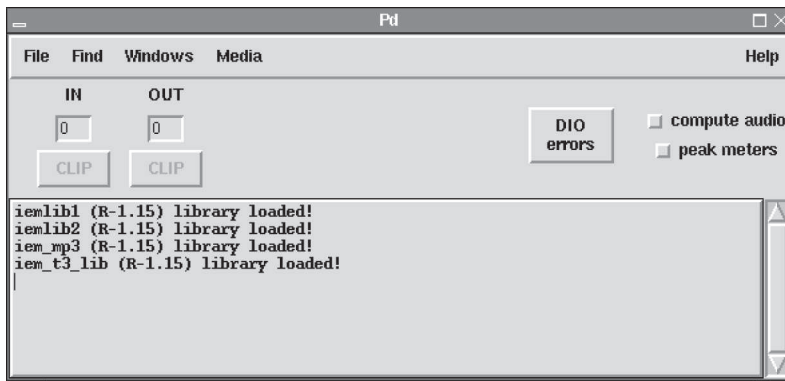 Pd
File Find Windows Media Help
IN OUT
0 0
CLIP CLIP
DIO
errors
compute audio
peak meters
iemlib1 (R-1.15) library loaded!
iemlib2 (R-1.15) library loaded!
iem_mp3 (R-1.15) library loaded!
iem_t3_lib (R-1.15) library loaded!